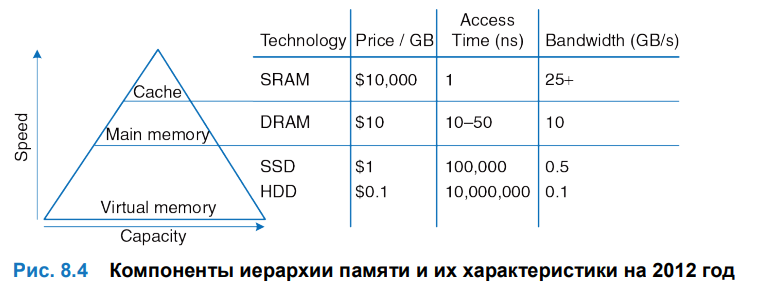 Speed
Cache
Main memory
Virtual memory
Capacity
Technology Price / GB Access Time (ns) Bandwidth (GB/s)
SRAM $10,000 1 25+
DRAM $10 10–50 10
SSD $1 100,000 0.5
HDD $0.1 10,000,000 0.1
Рис. 8.4 Компоненты иерархии памяти и их характеристики на 2012 год